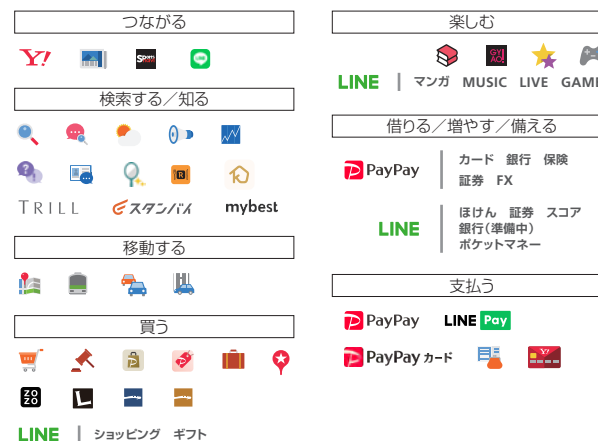 つながる
Y!
LINE
検索する／知る
R
TRILL
スタンバイ
mybest
移動する
買う
ZOZO
L
LINE
ショッピング ギフト
楽しむ
GYAO!
LINE
マンガ MUSIC LIVE GAM
借りる／増やす／備える
PayPay
カード 銀行 保険
証券 FX
LINE
ほけん 証券 スコア
銀行(準備中)
ポケットマネー
支払う
PayPay LINE Pay
PayPay カード
Y!